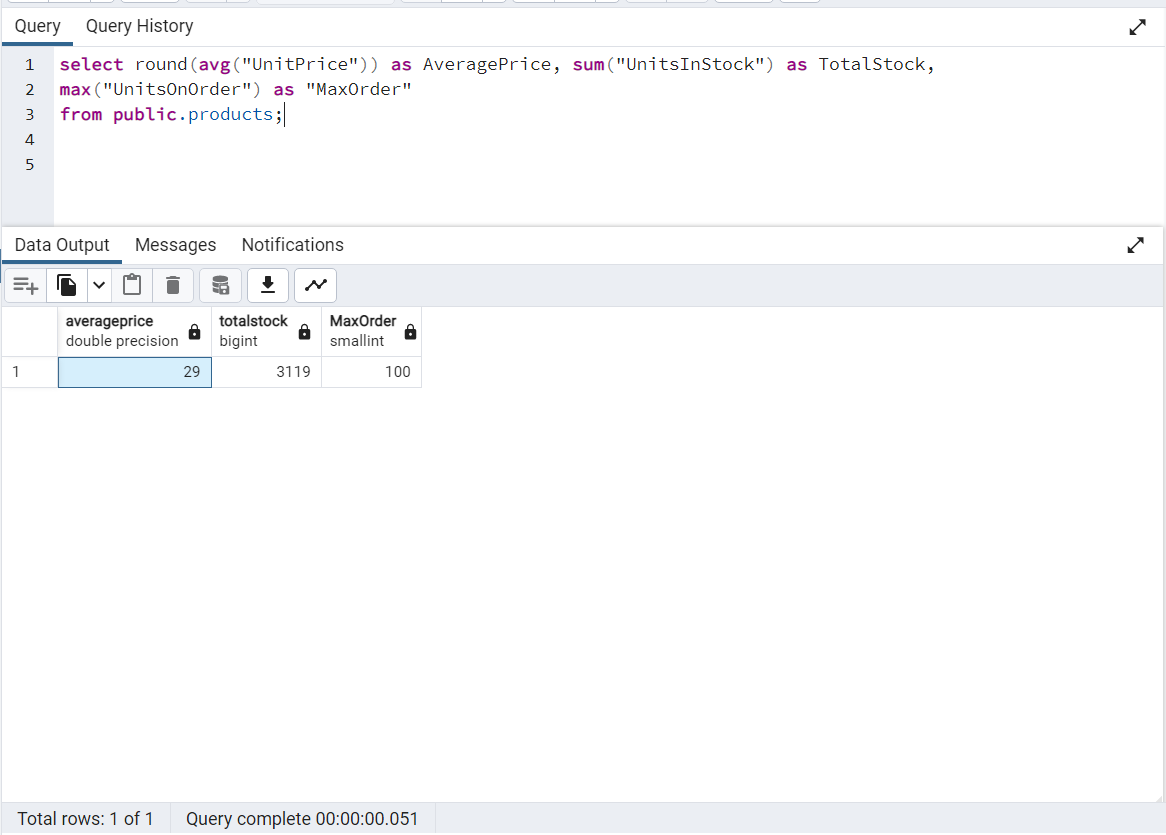 Query Query History
1 select round(avg("UnitPrice")) as AveragePrice, sum("UnitsInStock") as TotalStock,
2 max("UnitsOnOrder") as "MaxOrder"
3 from public.products;
4
5
Data Output Messages Notifications
averageprice totalstock MaxOrder
double precision bigint smallint
1 29 3119 100
Total rows: 1 of 1 Query complete 00:00:00.051